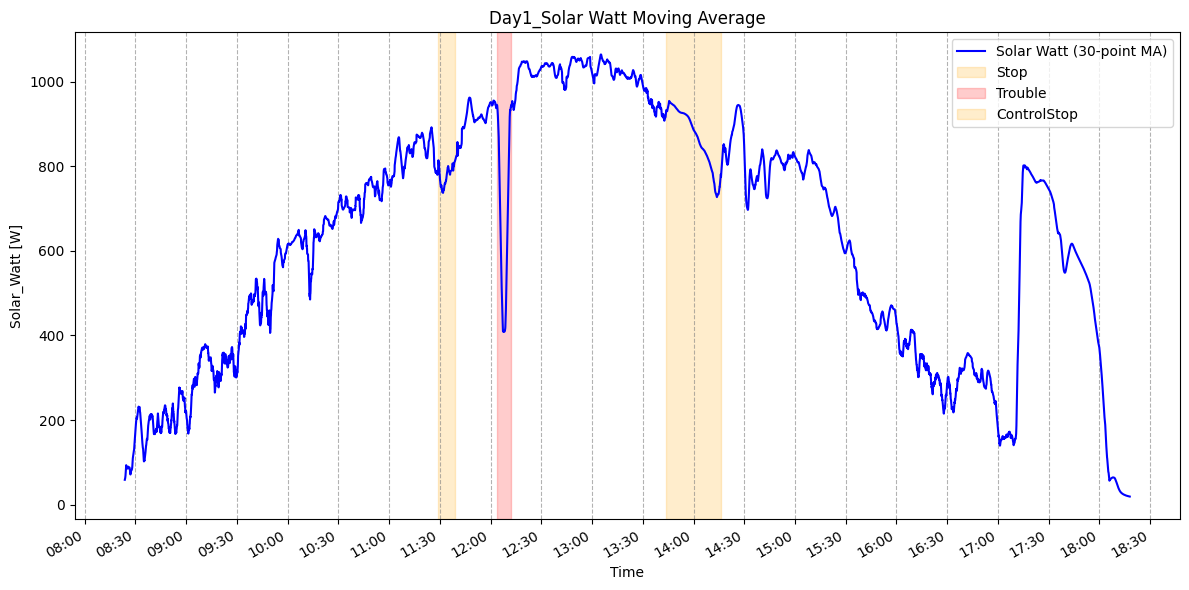 Day1_Solar Watt Moving Average
Solar Watt (30-point MA)
Stop
Trouble
ControlStop
Solar_Watt [W]
1000
800
600
400
200
0
08:00 08:30 09:00 09:30 10:00 10:30 11:00 11:30 12:00 12:30 13:00 13:30 14:00 14:30 15:00 15:30 16:00 16:30 17:00 17:30 18:00 18:30
Time